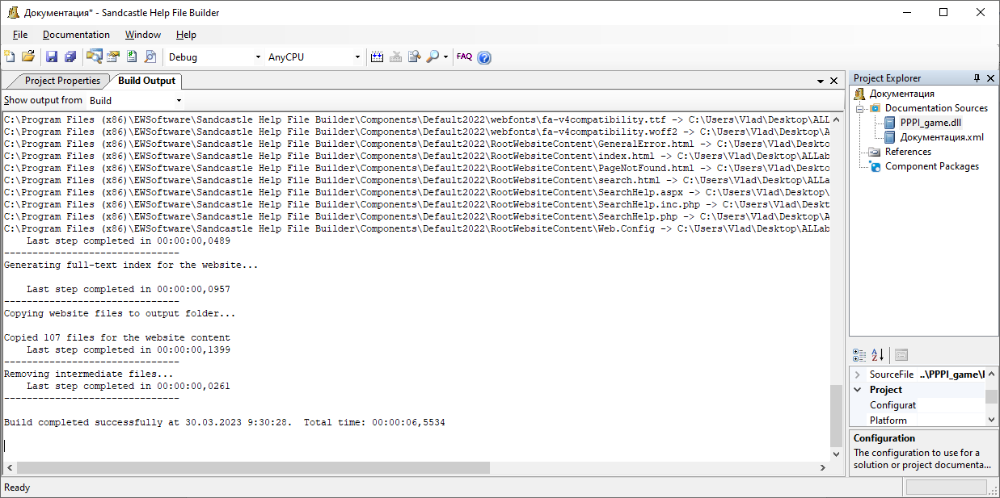 Документация* - Sandcastle Help File Builder
File Documentation Window Help
Debug AnyCPU FAQ
Project Properties Build Output
Show output from Build
C:\Program Files (x86)\EWSoftware\Sandcastle Help File Builder\Components\Default2022\webfonts\fa-v4compatibility.ttf -> C:\Users\Vlad\Desktop\ALL
C:\Program Files (x86)\EWSoftware\Sandcastle Help File Builder\Components\Default2022\webfonts\fa-v4compatibility.woff2 -> C:\Users\Vlad\Desktop\A
C:\Program Files (x86)\EWSoftware\Sandcastle Help File Builder\Components\Default2022\RootWebsiteContent\GeneralError.html -> C:\Users\Vlad\Deskto
C:\Program Files (x86)\EWSoftware\Sandcastle Help File Builder\Components\Default2022\RootWebsiteContent\index.html -> C:\Users\Vlad\Desktop\ALLab
C:\Program Files (x86)\EWSoftware\Sandcastle Help File Builder\Components\Default2022\RootWebsiteContent\PageNotFound.html -> C:\Users\Vlad\Deskto
C:\Program Files (x86)\EWSoftware\Sandcastle Help File Builder\Components\Default2022\RootWebsiteContent\search.html -> C:\Users\Vlad\Desktop\ALLa
C:\Program Files (x86)\EWSoftware\Sandcastle Help File Builder\Components\Default2022\RootWebsiteContent\SearchHelp.aspx -> C:\Users\Vlad\Desktop\
C:\Program Files (x86)\EWSoftware\Sandcastle Help File Builder\Components\Default2022\RootWebsiteContent\SearchHelp.inc.php -> C:\Users\Vlad\Deskt
C:\Program Files (x86)\EWSoftware\Sandcastle Help File Builder\Components\Default2022\RootWebsiteContent\SearchHelp.php -> C:\Users\Vlad\Desktop\A
C:\Program Files (x86)\EWSoftware\Sandcastle Help File Builder\Components\Default2022\RootWebsiteContent\Web.Config -> C:\Users\Vlad\Desktop\ALLab
Last step completed in 00:00:00,0489
-------------------------------
Generating full-text index for the website...
Last step completed in 00:00:00,0957
-------------------------------
Copying website files to output folder...
Copied 107 files for the website content
Last step completed in 00:00:00,1399
-------------------------------
Removing intermediate files...
Last step completed in 00:00:00,0261
-------------------------------
Build completed successfully at 30.03.2023 9:30:28.  Total time: 00:00:06,5534
Ready
Project Explorer
Документация
Documentation Sources
PPPI_game.dll
Документация.xml
References
Component Packages
SourceFile ..\PPPI_game\
Project
Configurat
Platform
Configuration
The configuration to use for a
solution or project documenta...